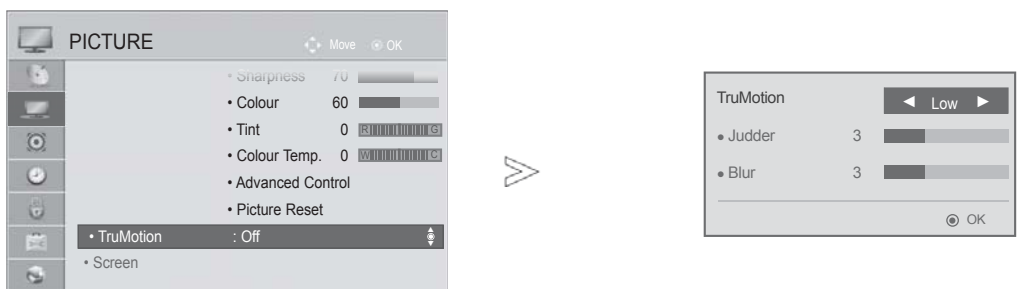 PICTURE Move OK
• Sharpness 70
• Colour 60
• Tint 0 R G
• Colour Temp. 0 W C
• Advanced Control
• Picture Reset
• TruMotion : Off
• Screen
TruMotion ◄ Low ►
• Judder 3
• Blur 3
OK